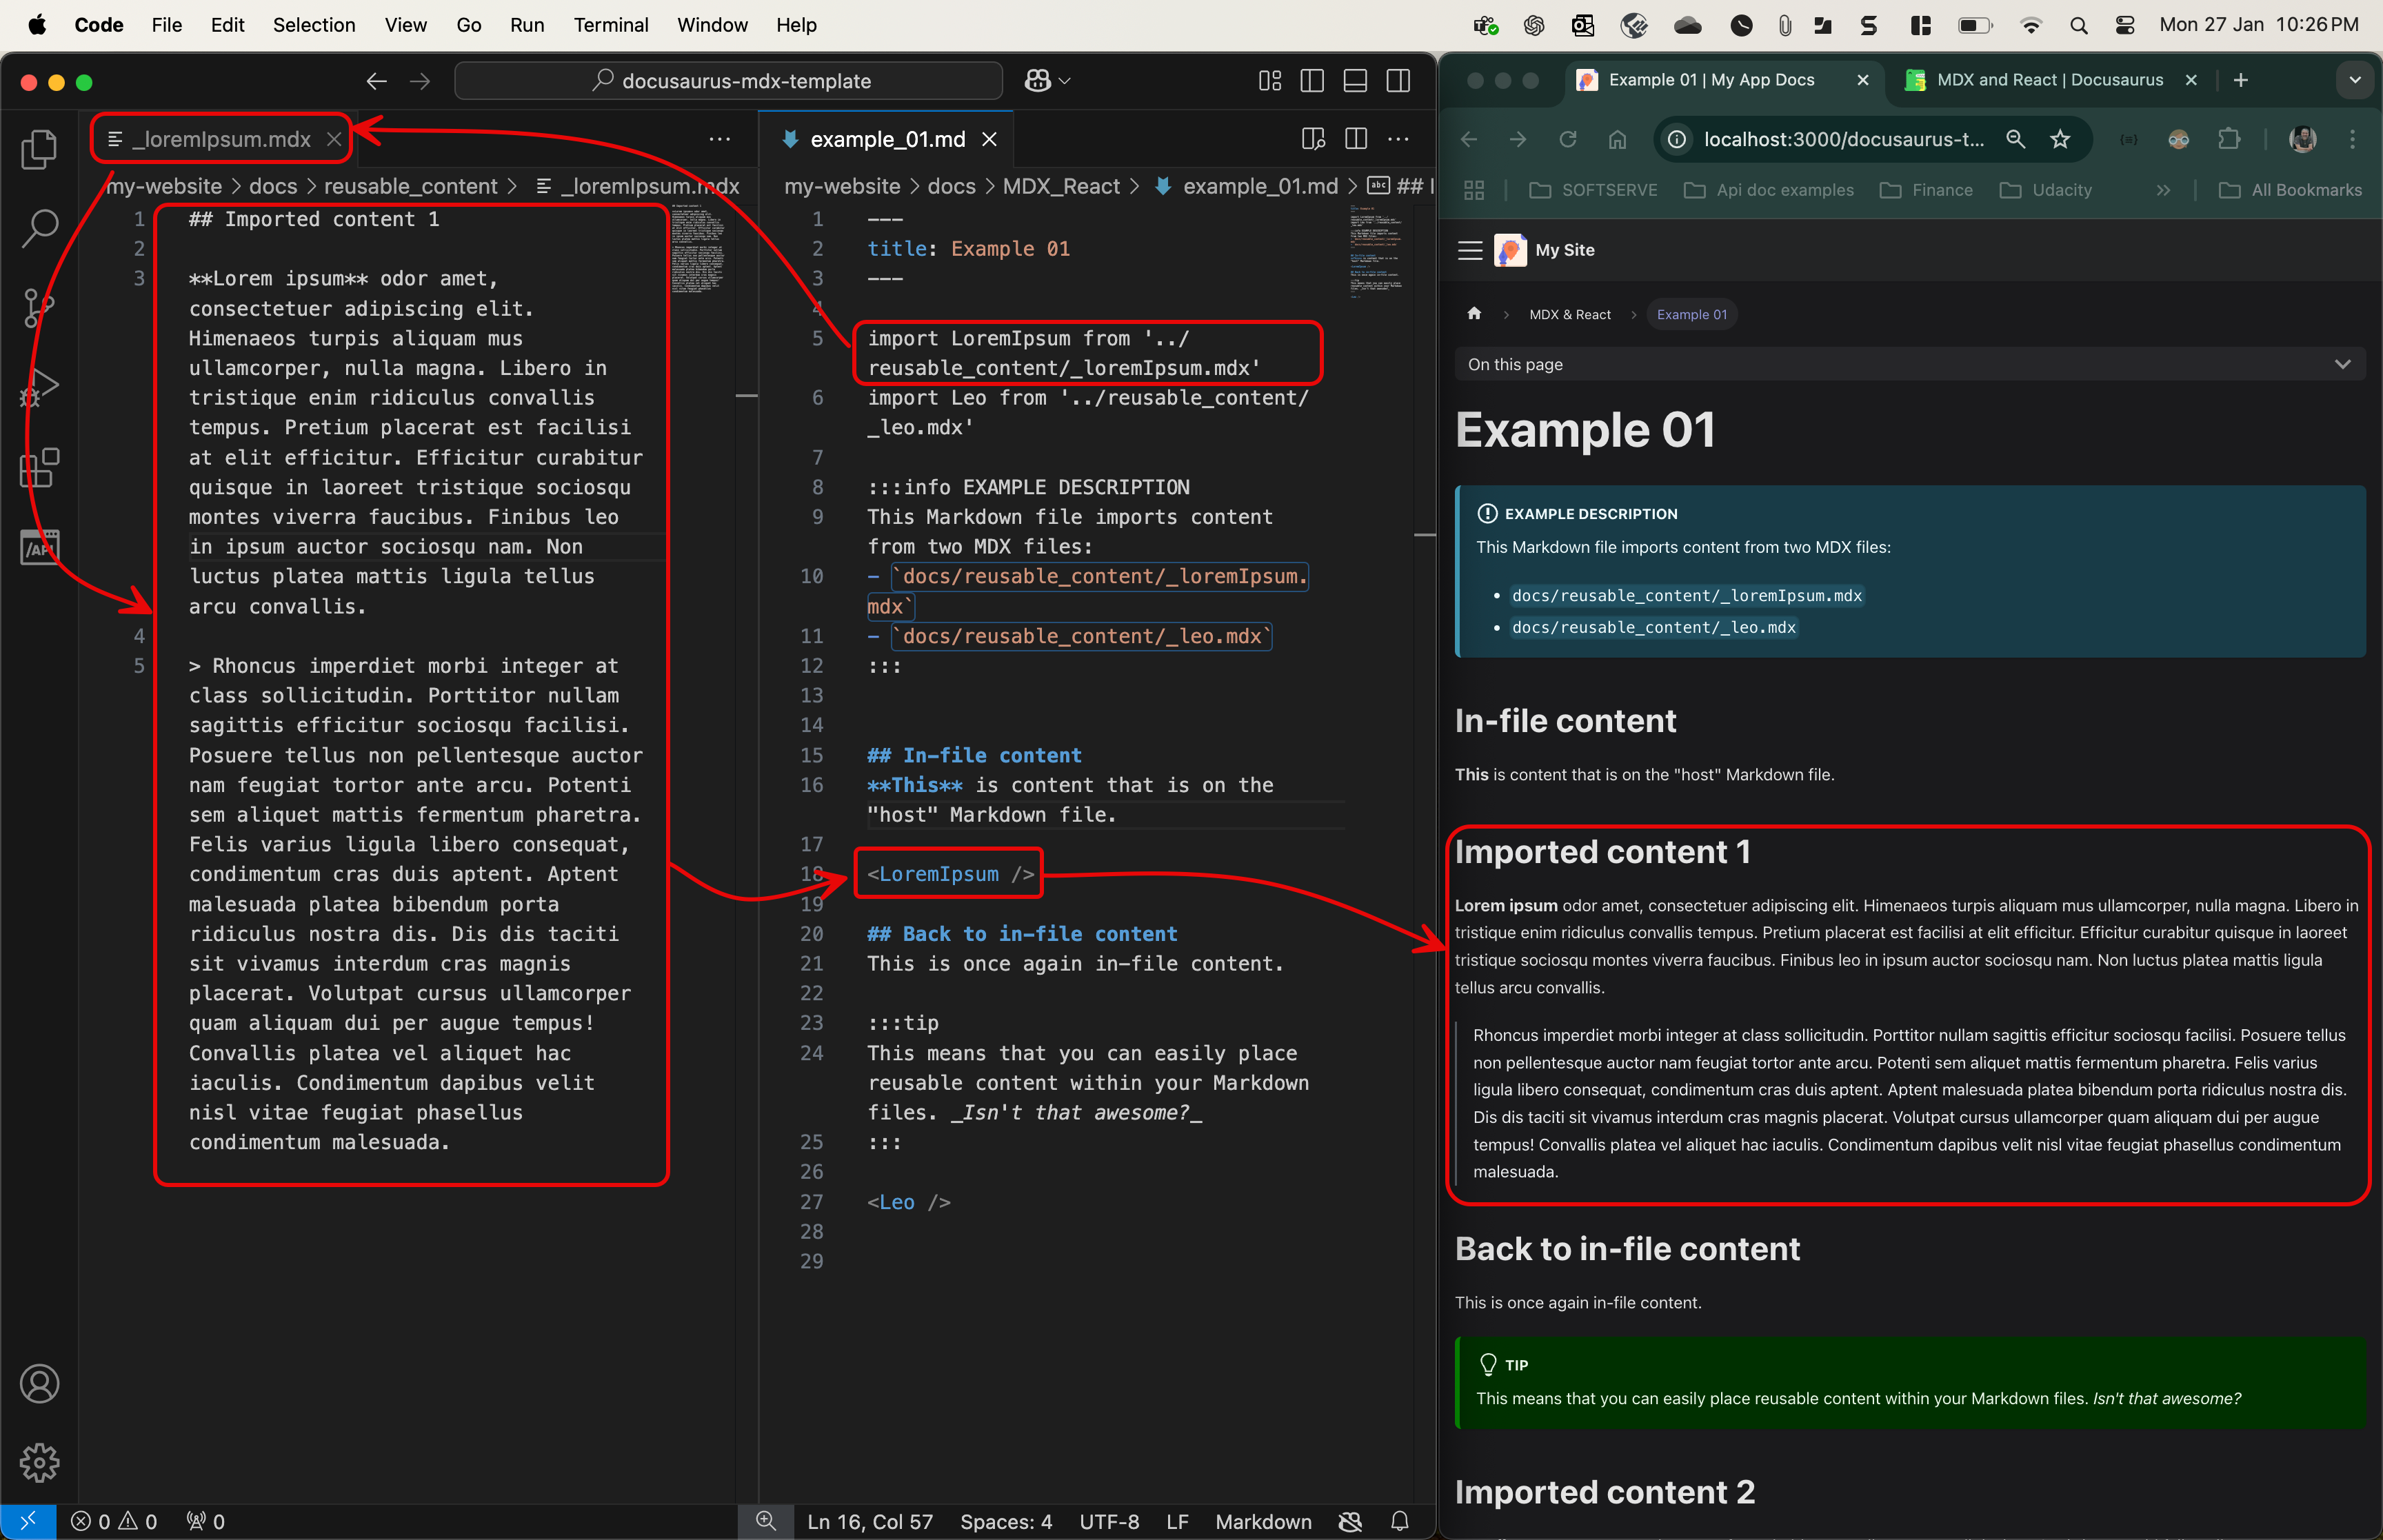 Code File Edit Selection View Go Run Terminal Window Help
Mon 27 Jan 10:26 PM
docusaurus-mdx-template
_loremIpsum.mdx
my-website > docs > reusable_content > _loremIpsum.mdx
1 ## Imported content 1
2
3 **Lorem ipsum** odor amet,
consectetuer adipiscing elit.
Himenaeos turpis aliquam mus
ullamcorper, nulla magna. Libero in
tristique enim ridiculus convallis
tempus. Pretium placerat est facilisi
at elit efficitur. Efficitur curabitur
quisque in laoreet tristique sociosqu
montes viverra faucibus. Finibus leo
in ipsum auctor sociosqu nam. Non
luctus platea mattis ligula tellus
arcu convallis.
4
5 > Rhoncus imperdiet morbi integer at
class sollicitudin. Porttitor nullam
sagittis efficitur sociosqu facilisi.
Posuere tellus non pellentesque auctor
nam feugiat tortor ante arcu. Potenti
sem aliquet mattis fermentum pharetra.
Felis varius ligula libero consequat,
condimentum cras duis aptent. Aptent
malesuada platea bibendum porta
ridiculus nostra dis. Dis dis taciti
sit vivamus interdum cras magnis
placerat. Volutpat cursus ullamcorper
quam aliquam dui per augue tempus!
Convallis platea vel aliquet hac
iaculis. Condimentum dapibus velit
nisl vitae feugiat phasellus
condimentum malesuada.
/API
example_01.md
my-website > docs > MDX_React > example_01.md > abc ##
1 ---
2 title: Example 01
3 ---
4
5 import LoremIpsum from '../
reusable_content/_loremIpsum.mdx'
6 import Leo from '../reusable_content/
_leo.mdx'
7
8 :::info EXAMPLE DESCRIPTION
9 This Markdown file imports content
from two MDX files:
10 - `docs/reusable_content/_loremIpsum.
mdx`
11 - `docs/reusable_content/_leo.mdx`
12 :::
13
14
15 ## In-file content
16 **This** is content that is on the
"host" Markdown file.
17
18 <LoremIpsum />
19
20 ## Back to in-file content
21 This is once again in-file content.
22
23 :::tip
24 This means that you can easily place
reusable content within your Markdown
files. _Isn't that awesome?_
25 :::
26
27 <Leo />
28
29
0 0 0
Ln 16, Col 57 Spaces: 4 UTF-8 LF Markdown
Example 01 | My App Docs
MDX and React | Docusaurus
localhost:3000/docusaurus-t...
SOFTSERVE Api doc examples Finance Udacity » All Bookmarks
My Site
MDX & React > Example 01
On this page
Example 01
EXAMPLE DESCRIPTION
This Markdown file imports content from two MDX files:
• docs/reusable_content/_loremIpsum.mdx
• docs/reusable_content/_leo.mdx
In-file content
This is content that is on the "host" Markdown file.
Imported content 1
Lorem ipsum odor amet, consectetuer adipiscing elit. Himenaeos turpis aliquam mus ullamcorper, nulla magna. Libero in
tristique enim ridiculus convallis tempus. Pretium placerat est facilisi at elit efficitur. Efficitur curabitur quisque in laoreet
tristique sociosqu montes viverra faucibus. Finibus leo in ipsum auctor sociosqu nam. Non luctus platea mattis ligula
tellus arcu convallis.
Rhoncus imperdiet morbi integer at class sollicitudin. Porttitor nullam sagittis efficitur sociosqu facilisi. Posuere tellus
non pellentesque auctor nam feugiat tortor ante arcu. Potenti sem aliquet mattis fermentum pharetra. Felis varius
ligula libero consequat, condimentum cras duis aptent. Aptent malesuada platea bibendum porta ridiculus nostra dis.
Dis dis taciti sit vivamus interdum cras magnis placerat. Volutpat cursus ullamcorper quam aliquam dui per augue
tempus! Convallis platea vel aliquet hac iaculis. Condimentum dapibus velit nisl vitae feugiat phasellus condimentum
malesuada.
Back to in-file content
This is once again in-file content.
TIP
This means that you can easily place reusable content within your Markdown files. Isn't that awesome?
Imported content 2